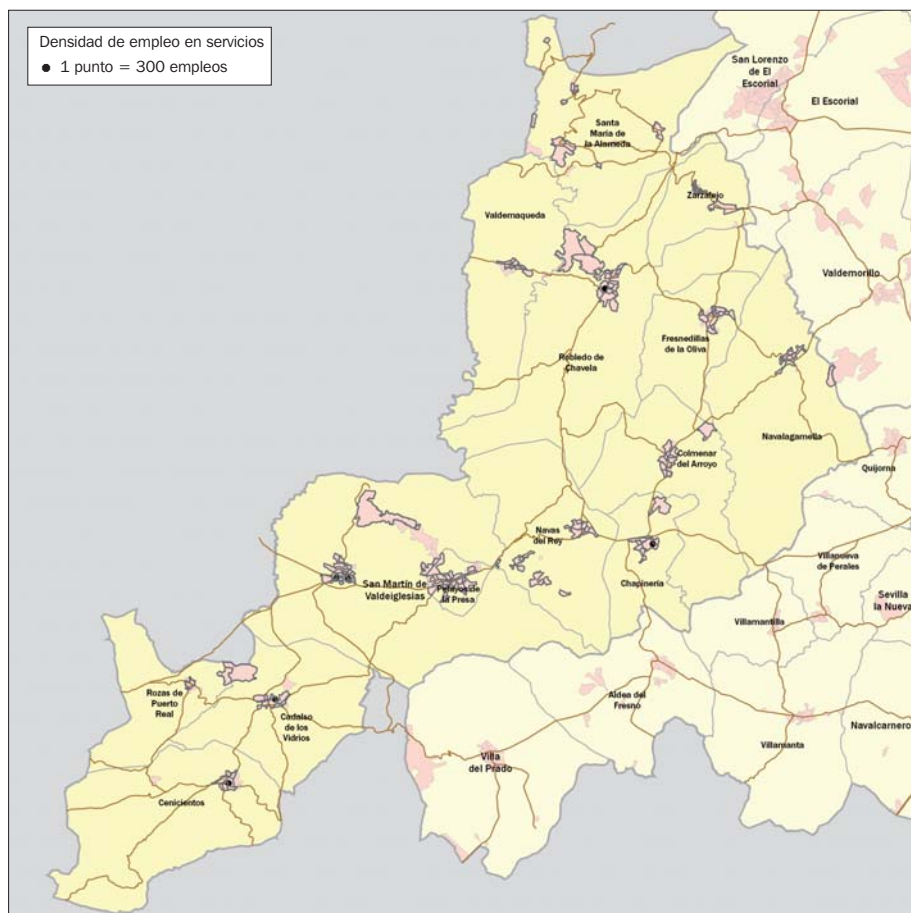 Densidad de empleo en servicios
1 punto = 300 empleos
San Lorenzo
de El
Escorial
El Escorial
Santa
María de
la Alameda
Zarzalejo
Valdemaqueda
Valdemorillo
Fresnedillas
de la Oliva
Robledo de
Chavela
Navalagamella
Colmenar
del Arroyo
Quijorna
Navas
del Rey
Villanueva
de Perales
Chapinería
San Martín de
Valdeiglesias
Pelayos de
la Presa
Sevilla
la Nueva
Villamantilla
Rozas de
Puerto
Real
Cadalso
de los
Vidrios
Aldea del
Fresno
Navalcarnero
Villamanta
Villa
del Prado
Cenicientos